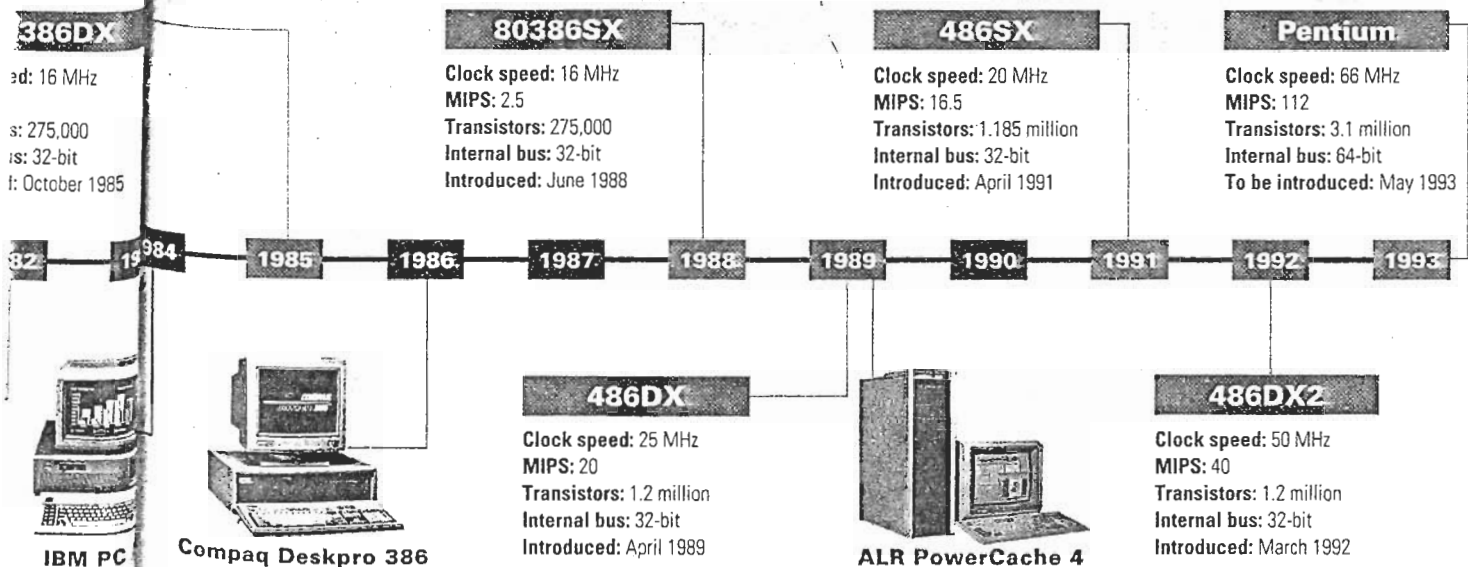 386DX
ed: 16 MHz
s: 275,000
us: 32-bit
d: October 1985
80386SX
Clock speed: 16 MHz
MIPS: 2.5
Transistors: 275,000
Internal bus: 32-bit
Introduced: June 1988
486SX
Clock speed: 20 MHz
MIPS: 16.5
Transistors: 1.185 million
Internal bus: 32-bit
Introduced: April 1991
Pentium
Clock speed: 66 MHz
MIPS: 112
Transistors: 3.1 million
Internal bus: 64-bit
To be introduced: May 1993
82 19 984 1985 1986 1987 1988 1989 1990 1991 1992 1993
IBM PC
Compaq Deskpro 386
486DX
Clock speed: 25 MHz
MIPS: 20
Transistors: 1.2 million
Internal bus: 32-bit
Introduced: April 1989
ALR PowerCache 4
486DX2
Clock speed: 50 MHz
MIPS: 40
Transistors: 1.2 million
Internal bus: 32-bit
Introduced: March 1992